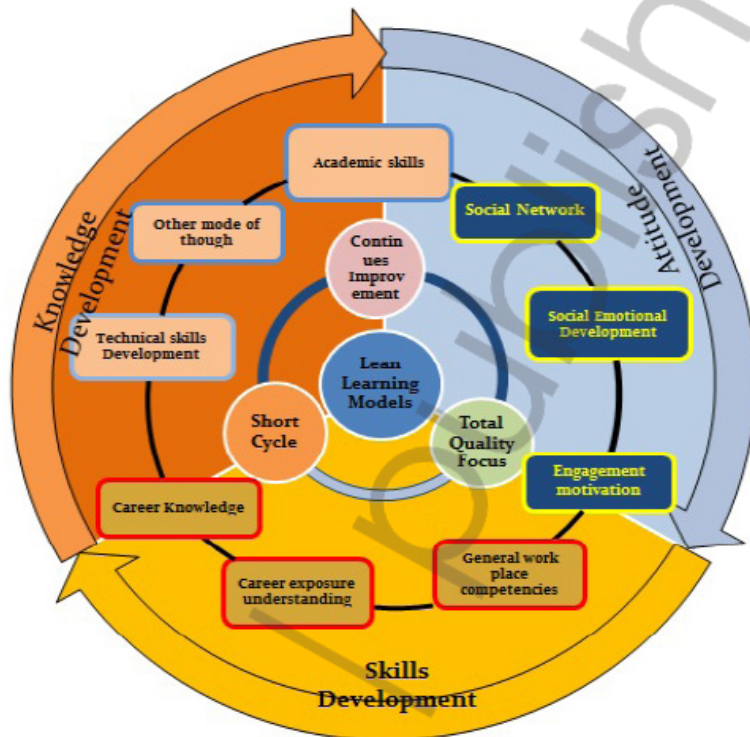 Academic skills
Social Network
Other mode of
though
Contin
ues
Improv
ement
Knowledge
Development
Attitude
Development
Social Emotional
Development
Technical skills
Development
Lean
Learning
Models
Short
Cycle
Total
Quality
Focus
Engagement
motivation
Career Knowledge
General work
place
competencies
Career exposure
understanding
Skills
Development
publish